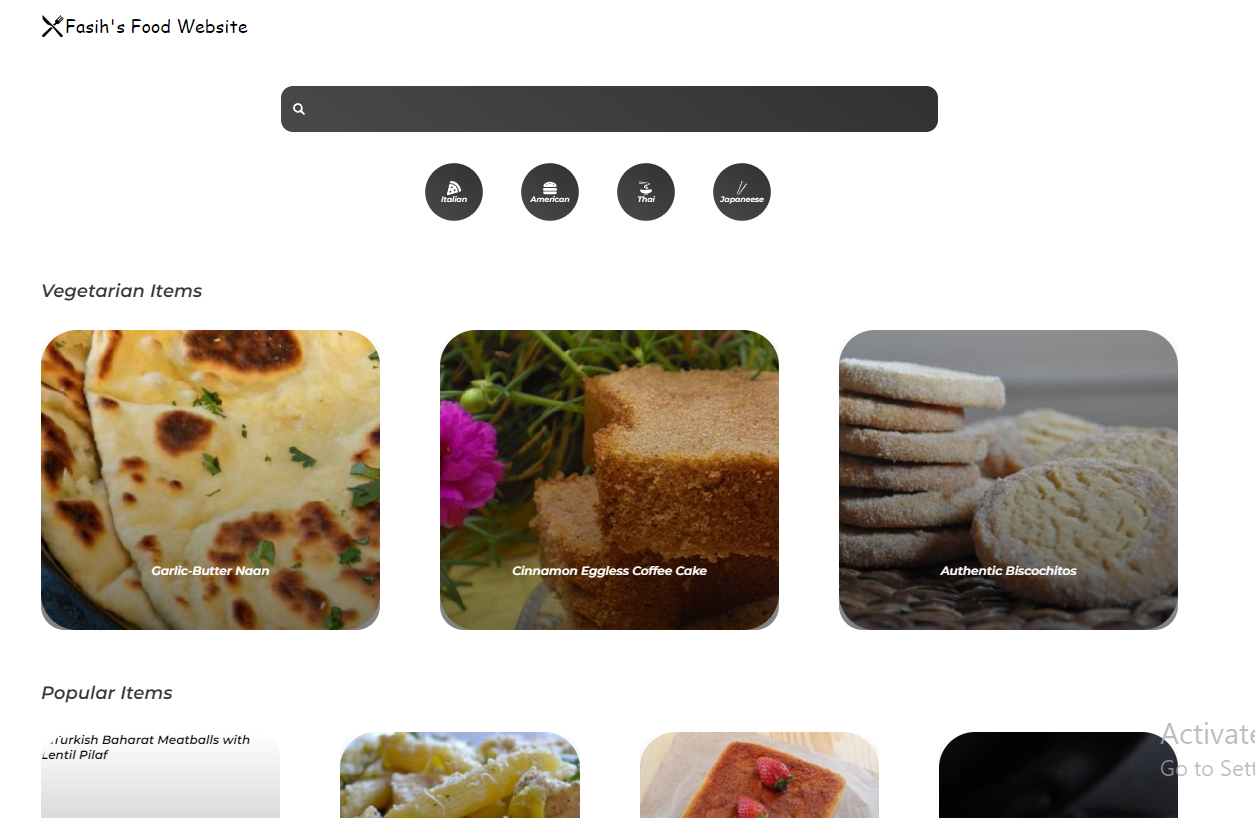 Fasih's Food Website
Italian
American
Thai
Japaneese
Vegetarian Items
Garlic-Butter Naan
Cinnamon Eggless Coffee Cake
Authentic Biscochitos
Popular Items
Turkish Baharat Meatballs with
Lentil Pilaf
Activate
Go to Sett